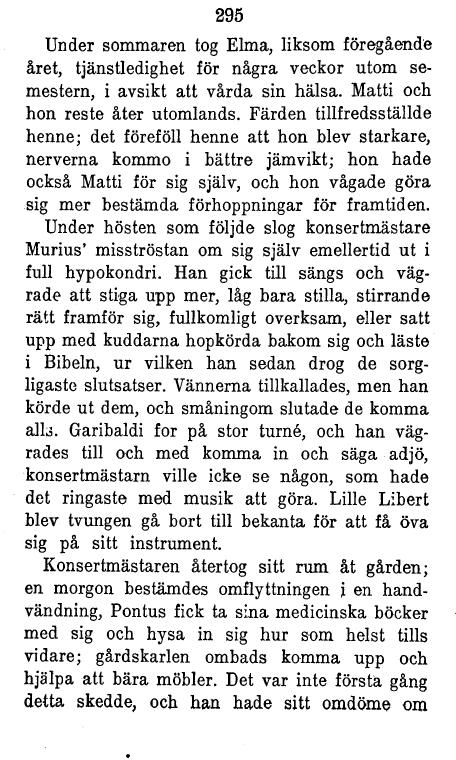 295
Under sommaren tog Elma, liksom föregående
året, tjänstledighet för några veckor utom se-
mestern, i avsikt att vårda sin hälsa. Matti och
hon reste åter utomlands. Färden tillfredsställde
henne; det föreföll henne att hon blev starkare,
nerverna kommo i bättre jämvikt; hon hade
också Matti för sig själv, och hon vågade göra
sig mer bestämda förhoppningar för framtiden.
Under hösten som följde slog konsertmästare
Murius' misströstan om sig själv emellertid ut i
full hypokondri. Han gick till sängs och väg-
rade att stiga upp mer, låg bara stilla, stirrande
rätt framför sig, fullkomligt overksam, eller satt
upp med kuddarna hopkörda bakom sig och läste
i Bibeln, ur vilken han sedan drog de sorg-
ligaste slutsatser. Vännerna tillkallades, men han
körde ut dem, och småningom slutade de komma
alls. Garibaldi for på stor turné, och han väg-
rades till och med komma in och säga adjö,
konsertmästarn ville icke se någon, som hade
det ringaste med musik att göra. Lille Libert
blev tvungen gå bort till bekanta för att få öva
sig på sitt instrument.
Konsertmästaren återtog sitt rum åt gården;
en morgon bestämdes omflyttningen i en hand-
vändning, Pontus fick ta sina medicinska böcker
med sig och hysa in sig hur som helst tills
vidare; gårdskarlen ombads komma upp och
hjälpa att bära möbler. Det var inte första gång
detta skedde, och han hade sitt omdöme om